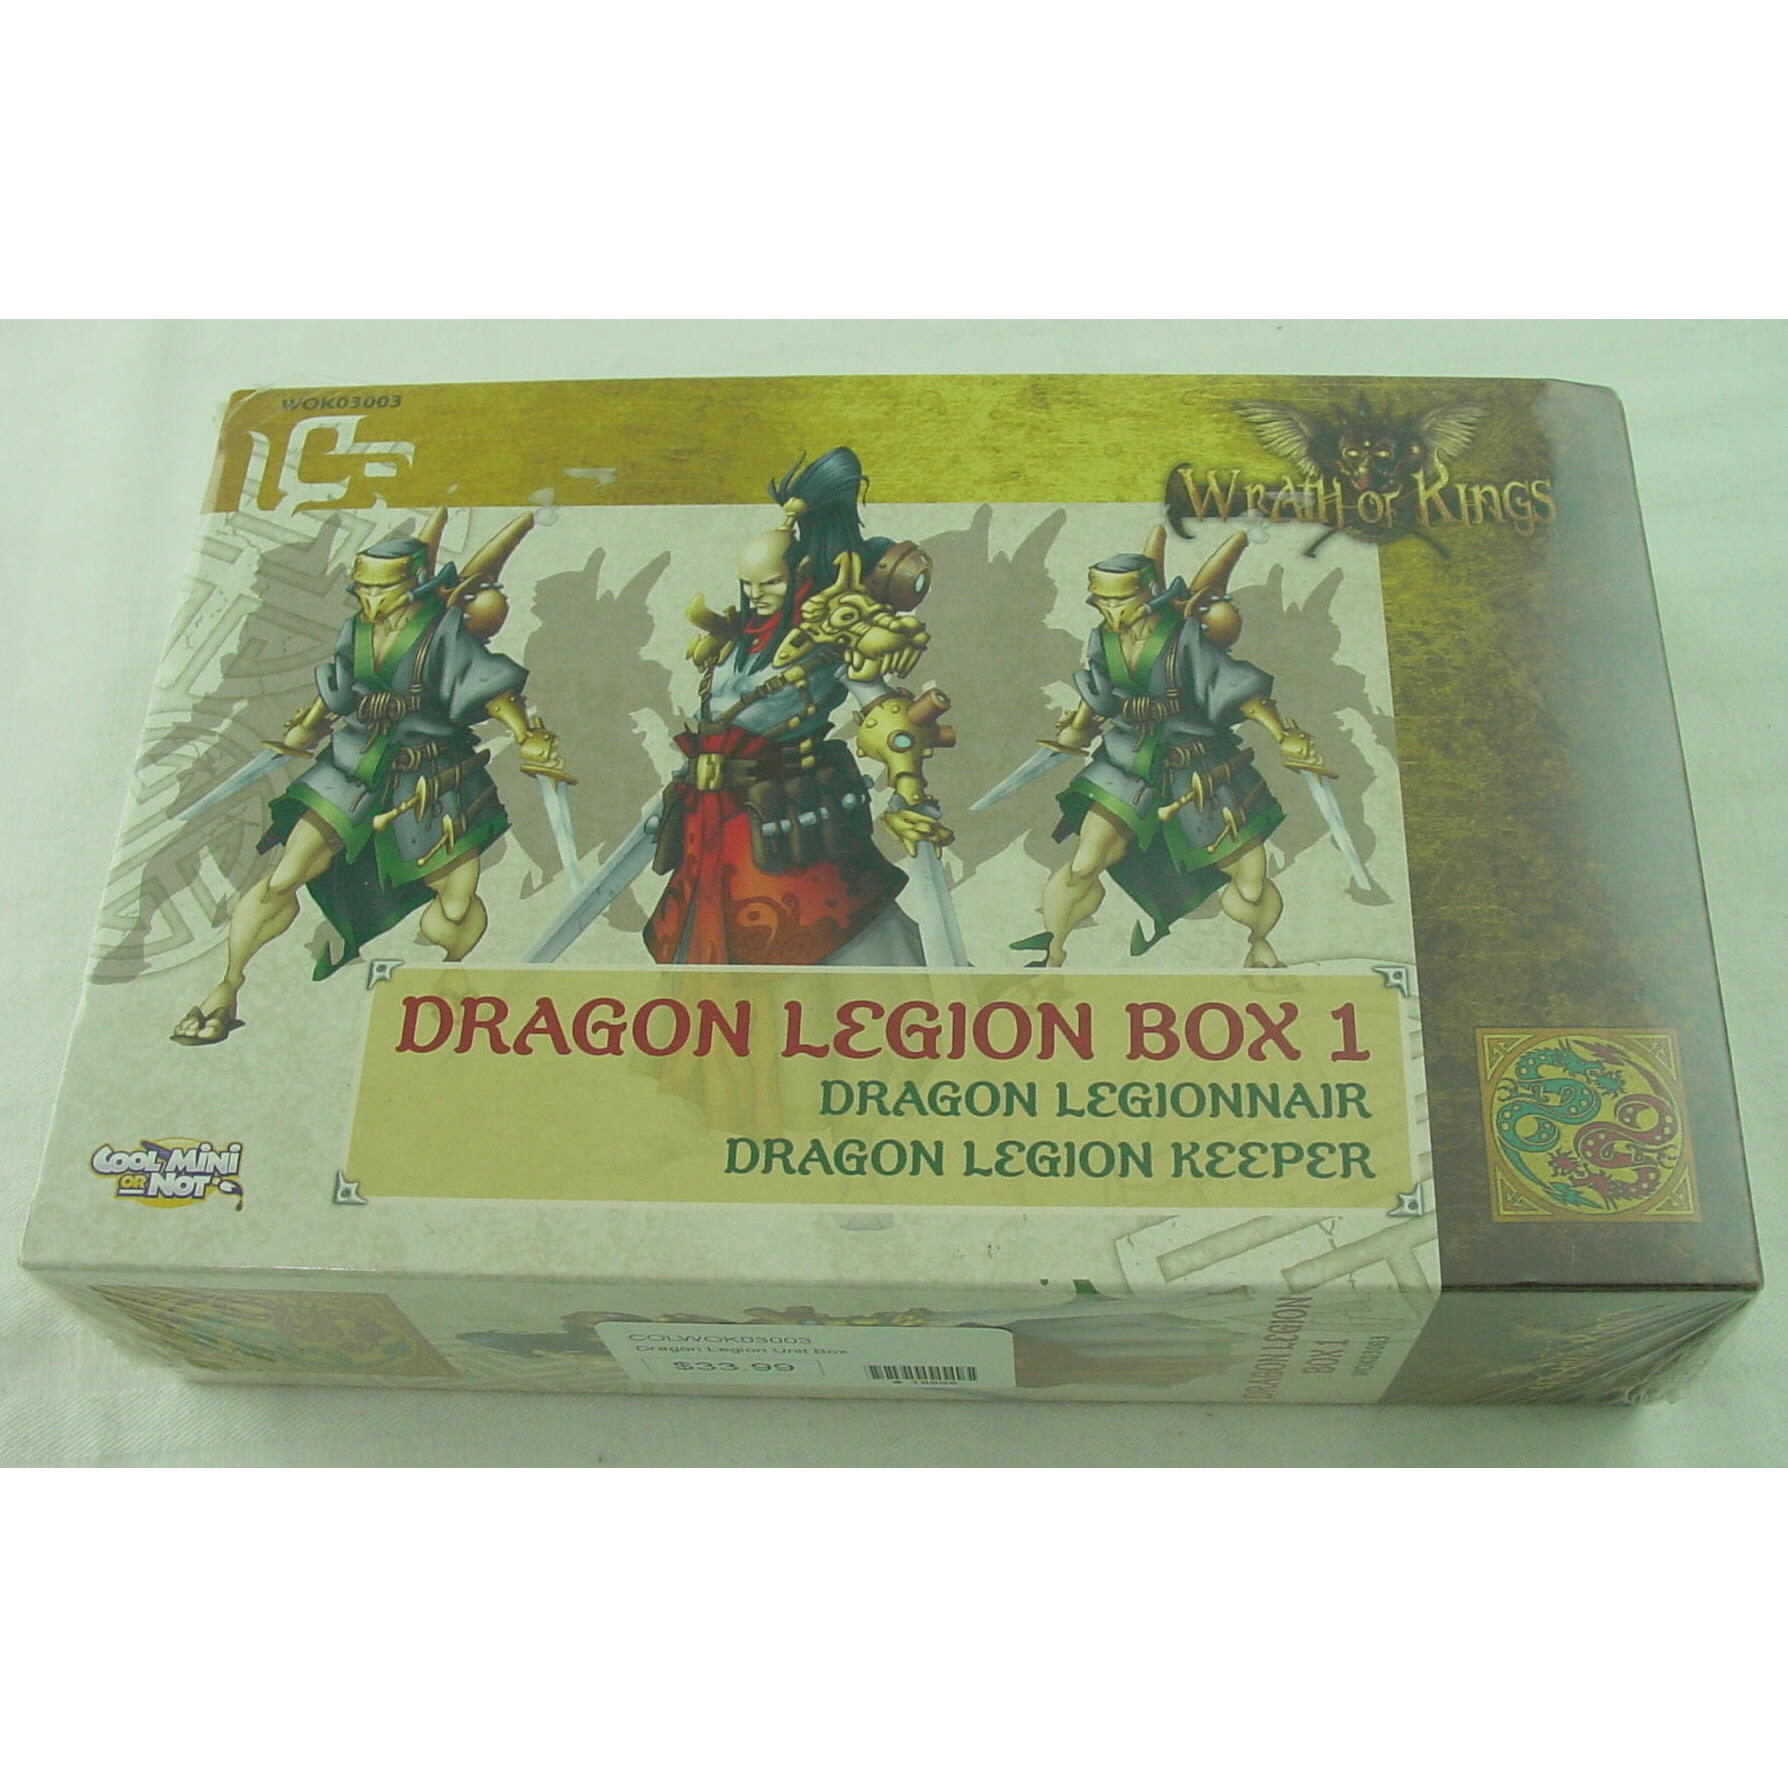 WOK03003
WRATH OF KINGS
DRAGON LEGION BOX 1
DRAGON LEGIONNAIR
DRAGON LEGION KEEPER
COOL MINI
OR NOT
COLWOK03003
Dragon Legion Unit Box
$33.99
DRAGON LEGION
BOX 1
WOK03003